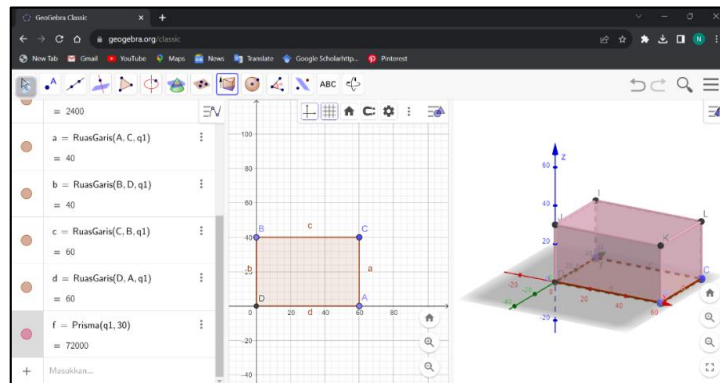 GeoGebra Classic
geogebra.org/classic
New Tab Gmail YouTube Maps News Translate Google Scholarhttp... Pinterest
N
ABC
= 2400
a = RuasGaris(A, C, q1)
= 40
b = RuasGaris(B, D, q1)
= 40
c = RuasGaris(C, B, q1)
= 60
d = RuasGaris(D, A, q1)
= 60
f = Prisma(q1, 30)
= 72000
Masukkan...
100
80
60
40
20
0 20 40 60 80 100
-20
-40
B c C
b a
D d A
z
60
40
20
-20
I
L
K
C
-20
-40
60